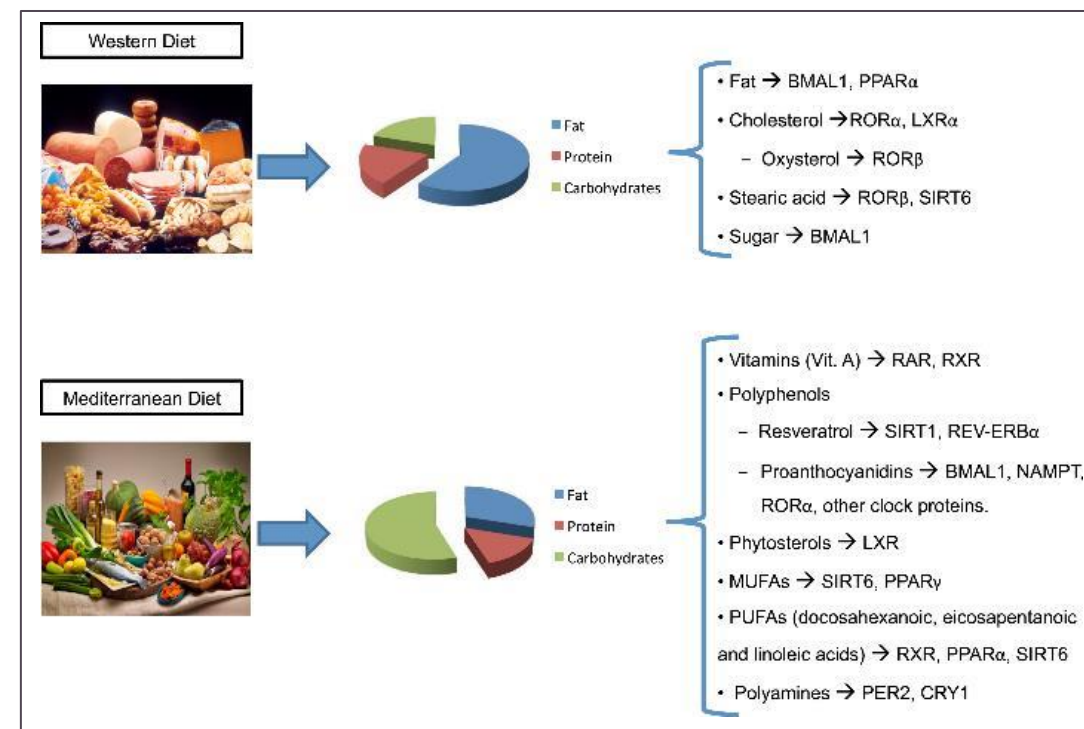 Western Diet
Fat
Protein
Carbohydrates
• Fat → BMAL1, PPARα
• Cholesterol →RORα, LXRα
– Oxysterol → RORβ
• Stearic acid → RORβ, SIRT6
• Sugar → BMAL1
Mediterranean Diet
Fat
Protein
Carbohydrates
• Vitamins (Vit. A) → RAR, RXR
• Polyphenols
– Resveratrol → SIRT1, REV-ERBα
– Proanthocyanidins → BMAL1, NAMPT,
RORα, other clock proteins.
• Phytosterols → LXR
• MUFAs → SIRT6, PPARγ
• PUFAs (docosahexanoic, eicosapentanoic
and linoleic acids) → RXR, PPARα, SIRT6
• Polyamines → PER2, CRY1